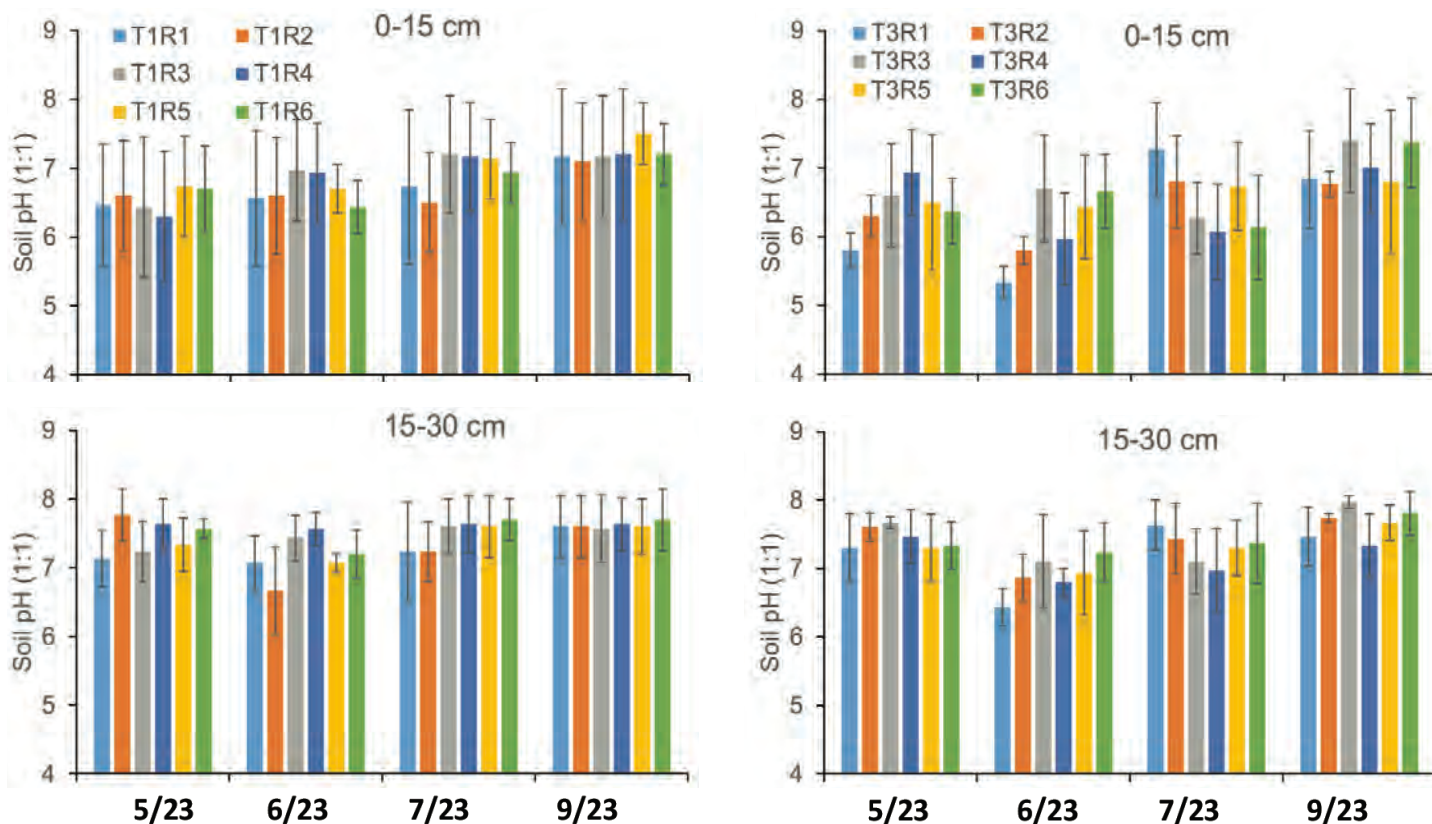 0-15 cm
T1R1 T1R2
T1R3 T1R4
T1R5 T1R6
Soil pH (1:1)
9
8
7
6
5
4
0-15 cm
T3R1 T3R2
T3R3 T3R4
T3R5 T3R6
Soil pH (1:1)
9
8
7
6
5
4
15-30 cm
Soil pH (1:1)
9
8
7
6
5
4
5/23 6/23 7/23 9/23
15-30 cm
Soil pH (1:1)
9
8
7
6
5
4
5/23 6/23 7/23 9/23